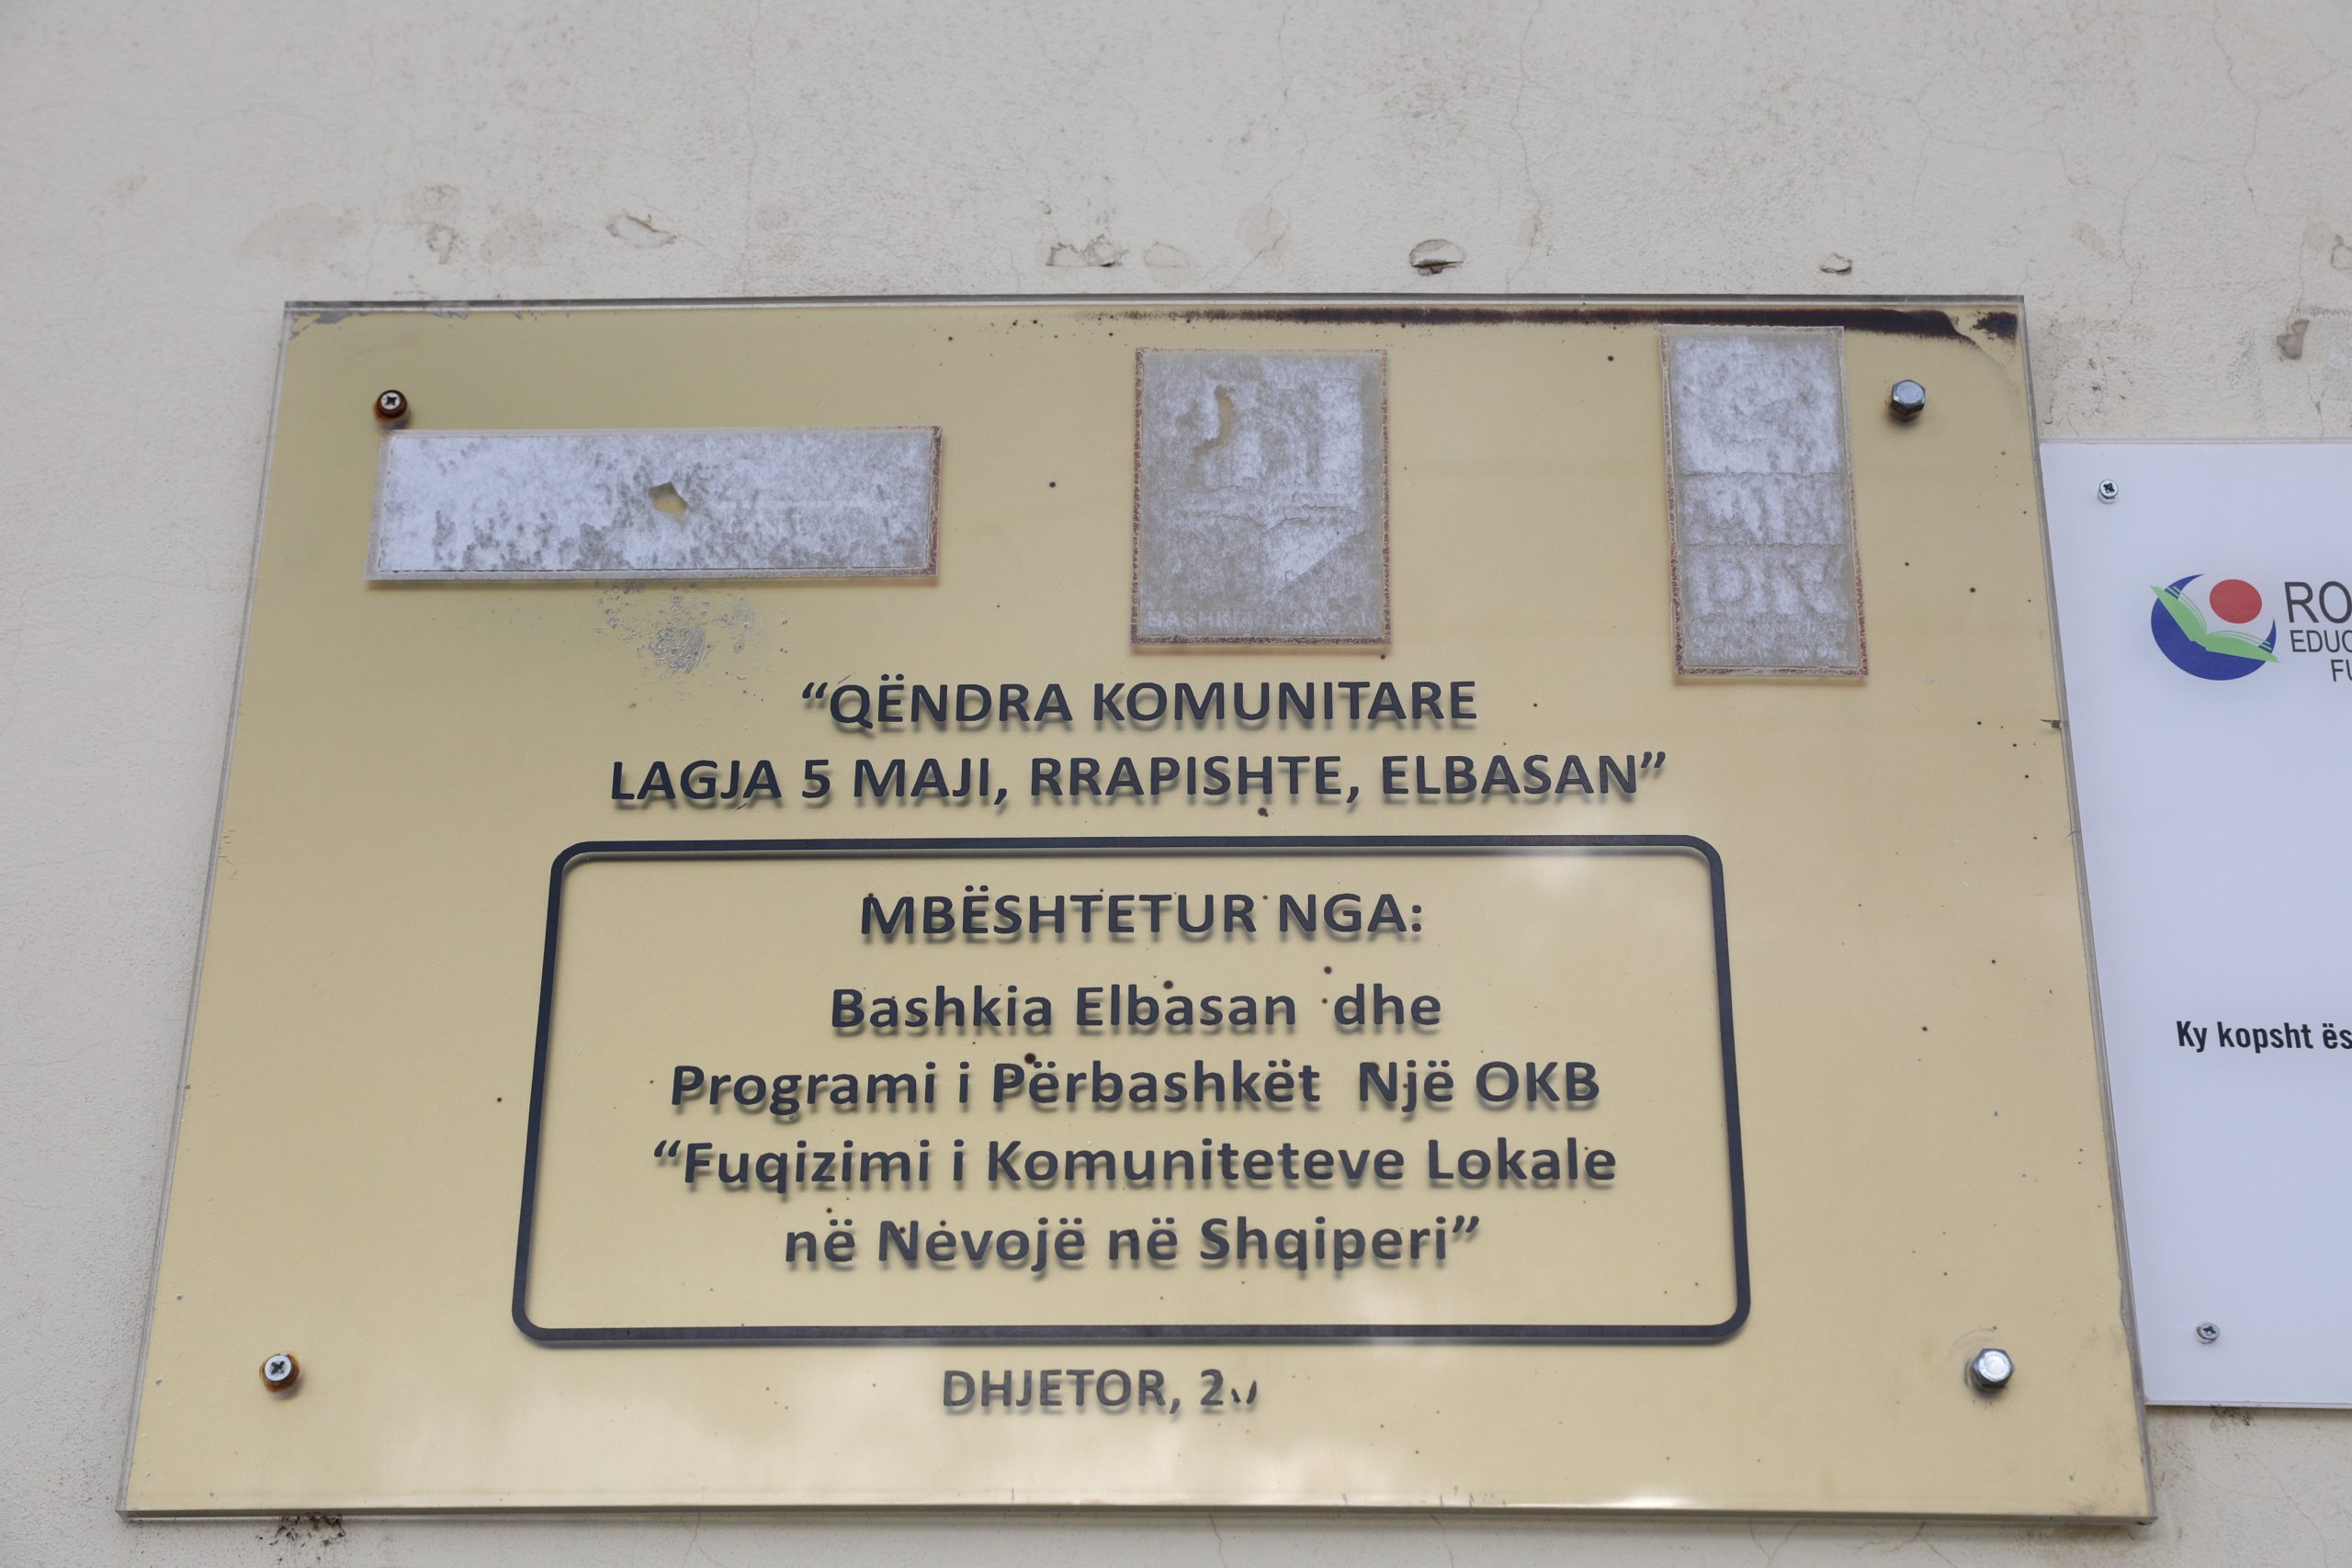 “QËNDRA KOMUNITARE
LAGJA 5 MAJI, RRAPISHTE, ELBASAN”
MBËSHTETUR NGA:
Bashkia Elbasan dhe
Programi i Përbashkët Një OKB
“Fuqizimi i Komuniteteve Lokale
në Nevojë në Shqiperi”
DHJETOR,
Ky kopsht